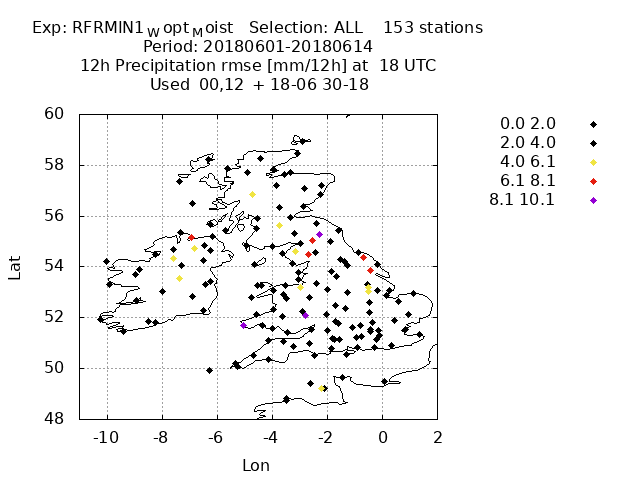 Exp: RFRMIN1WoptMoist Selection: ALL 153 stations
Period: 20180601-20180614
12h Precipitation rmse [mm/12h] at 18 UTC
Used 00,12 + 18-06 30-18
0.0 2.0
2.0 4.0
4.0 6.1
6.1 8.1
8.1 10.1
60
58
56
54
52
50
48
Lat
-10 -8 -6 -4 -2 0 2
Lon